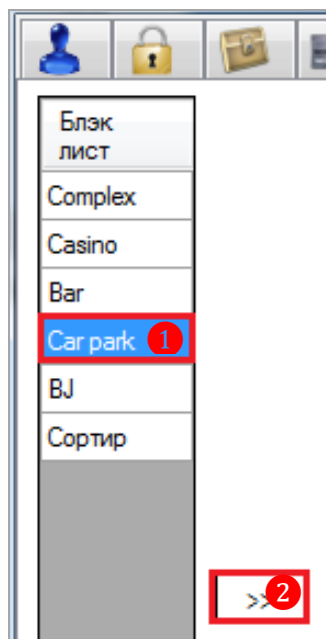 Блэк
лист
Complex
Casino
Bar
Car park 1
BJ
Сортир
>> 2